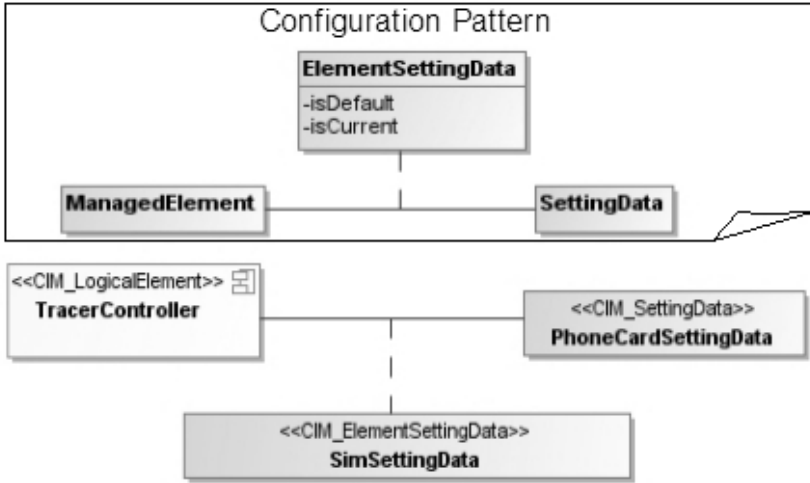 Configuration Pattern
ElementSettingData
-isDefault
-isCurrent
ManagedElement
SettingData
<<CIM_LogicalElement>>
TracerController
<<CIM_SettingData>>
PhoneCardSettingData
<<CIM_ElementSettingData>>
SimSettingData